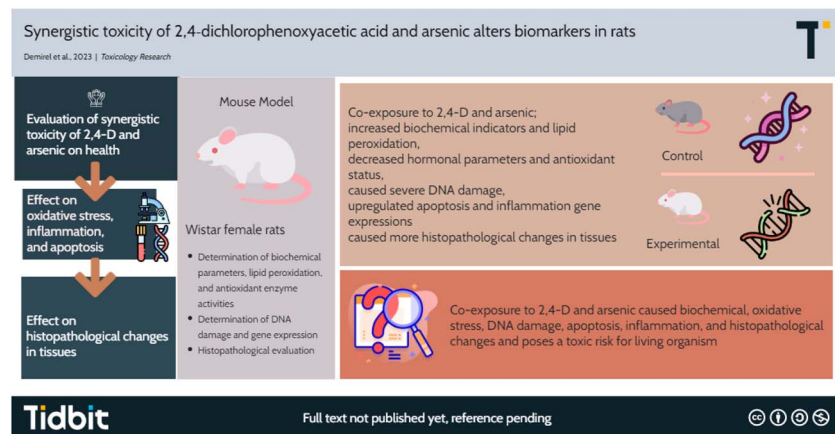 Synergistic toxicity of 2,4-dichlorophenoxyacetic acid and arsenic alters biomarkers in rats
Demirel et al., 2023 | Toxicology Research
T
Evaluation of synergistic
toxicity of 2,4-D and
arsenic on health
Effect on
oxidative stress,
inflammation,
and apoptosis
Effect on
histopathological changes
in tissues
Mouse Model
Wistar female rats
• Determination of biochemical
parameters, lipid peroxidation,
and antioxidant enzyme
activities
• Determination of DNA
damage and gene expression
• Histopathological evaluation
Co-exposure to 2,4-D and arsenic;
increased biochemical indicators and lipid
peroxidation,
decreased hormonal parameters and antioxidant
status,
caused severe DNA damage,
upregulated apoptosis and inflammation gene
expressions
caused more histopathological changes in tissues
Control
Experimental
Co-exposure to 2,4-D and arsenic caused biochemical, oxidative
stress, DNA damage, apoptosis, inflammation, and histopathological
changes and poses a toxic risk for living organism
Tidbit
Full text not published yet, reference pending